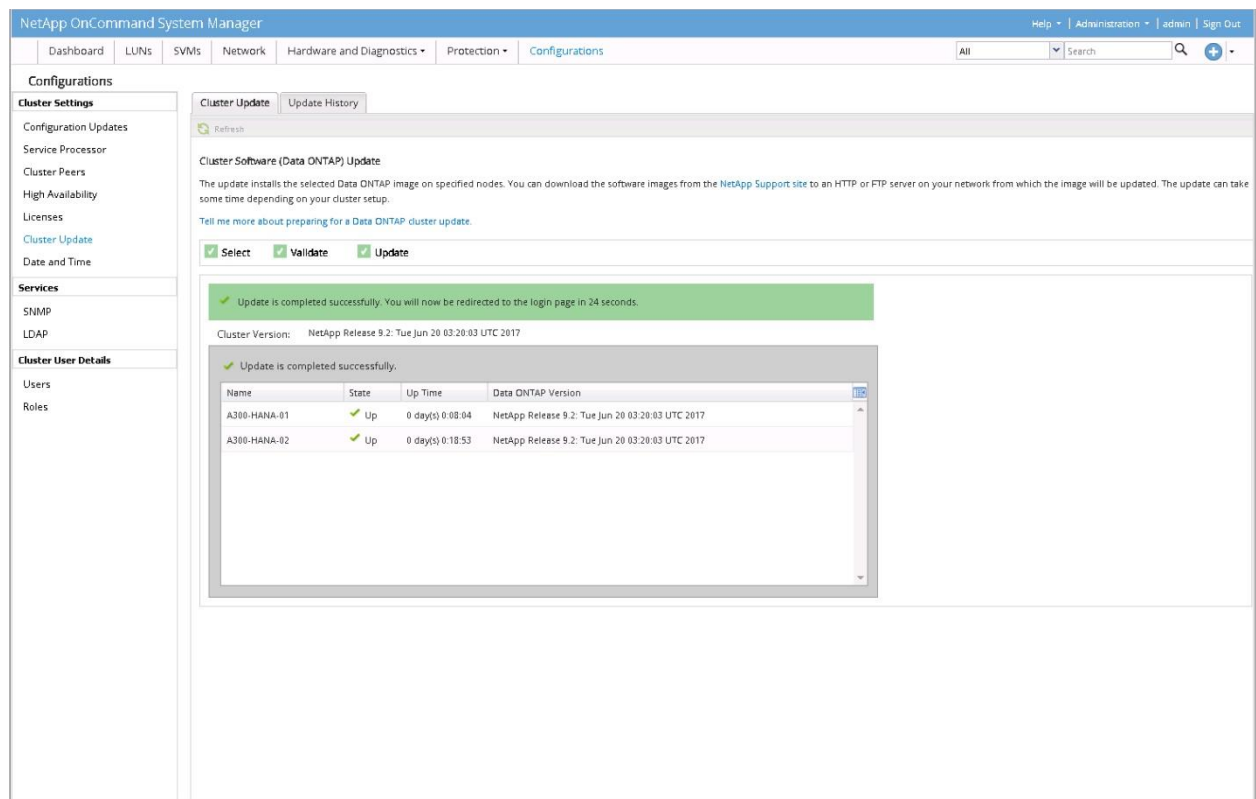 NetApp OnCommand System Manager
Help | Administration | admin | Sign Out
Dashboard LUNs SVMs Network Hardware and Diagnostics Protection Configurations
All Search
Configurations
Cluster Settings
Configuration Updates
Service Processor
Cluster Peers
High Availability
Licenses
Cluster Update
Date and Time
Services
SNMP
LDAP
Cluster User Details
Users
Roles
Cluster Update Update History
Refresh
Cluster Software (Data ONTAP) Update
The update installs the selected Data ONTAP image on specified nodes. You can download the software images from the NetApp Support site to an HTTP or FTP server on your network from which the image will be updated. The update can take
some time depending on your cluster setup.
Tell me more about preparing for a Data ONTAP cluster update.
Select Validate Update
Update is completed successfully. You will now be redirected to the login page in 24 seconds.
Cluster Version: NetApp Release 9.2: Tue Jun 20 03:20:03 UTC 2017
Update is completed successfully.
Name State Up Time Data ONTAP Version
A300-HANA-01 Up 0 day(s) 0:08:04 NetApp Release 9.2: Tue Jun 20 03:20:03 UTC 2017
A300-HANA-02 Up 0 day(s) 0:18:53 NetApp Release 9.2: Tue Jun 20 03:20:03 UTC 2017